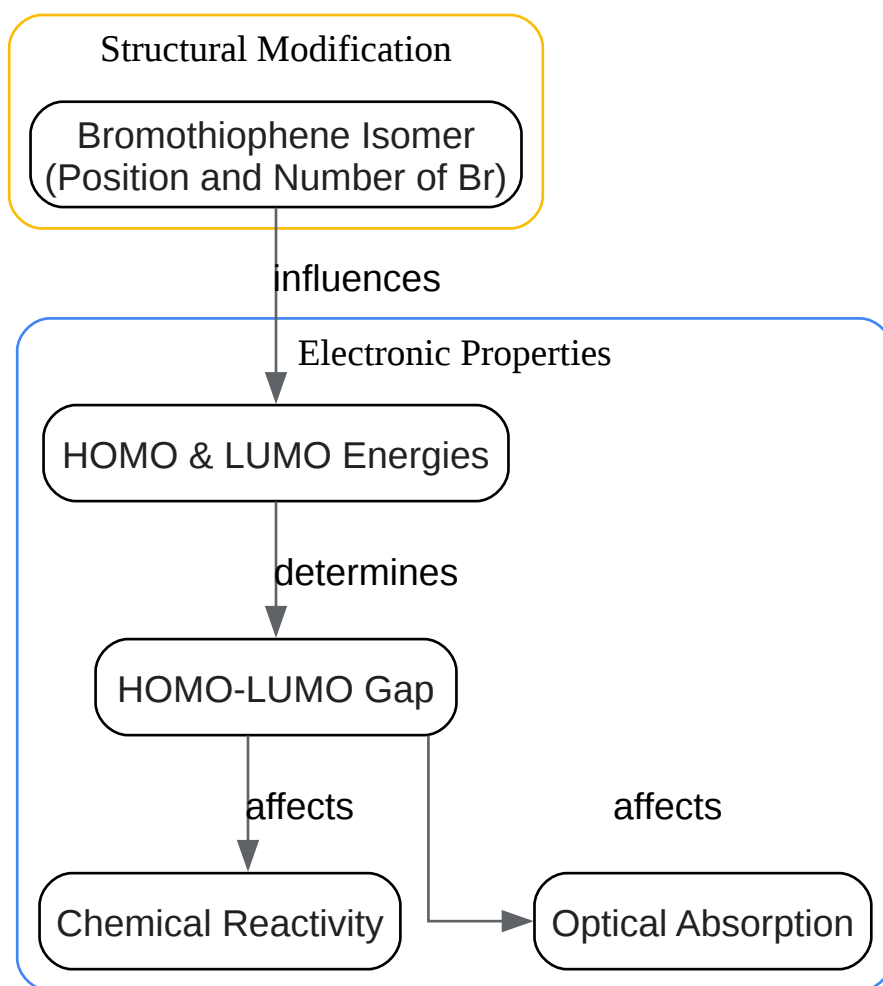 Structural Modification
Bromothiophene Isomer
(Position and Number of Br)
influences
Electronic Properties
HOMO & LUMO Energies
determines
HOMO-LUMO Gap
affects
affects
Chemical Reactivity
Optical Absorption